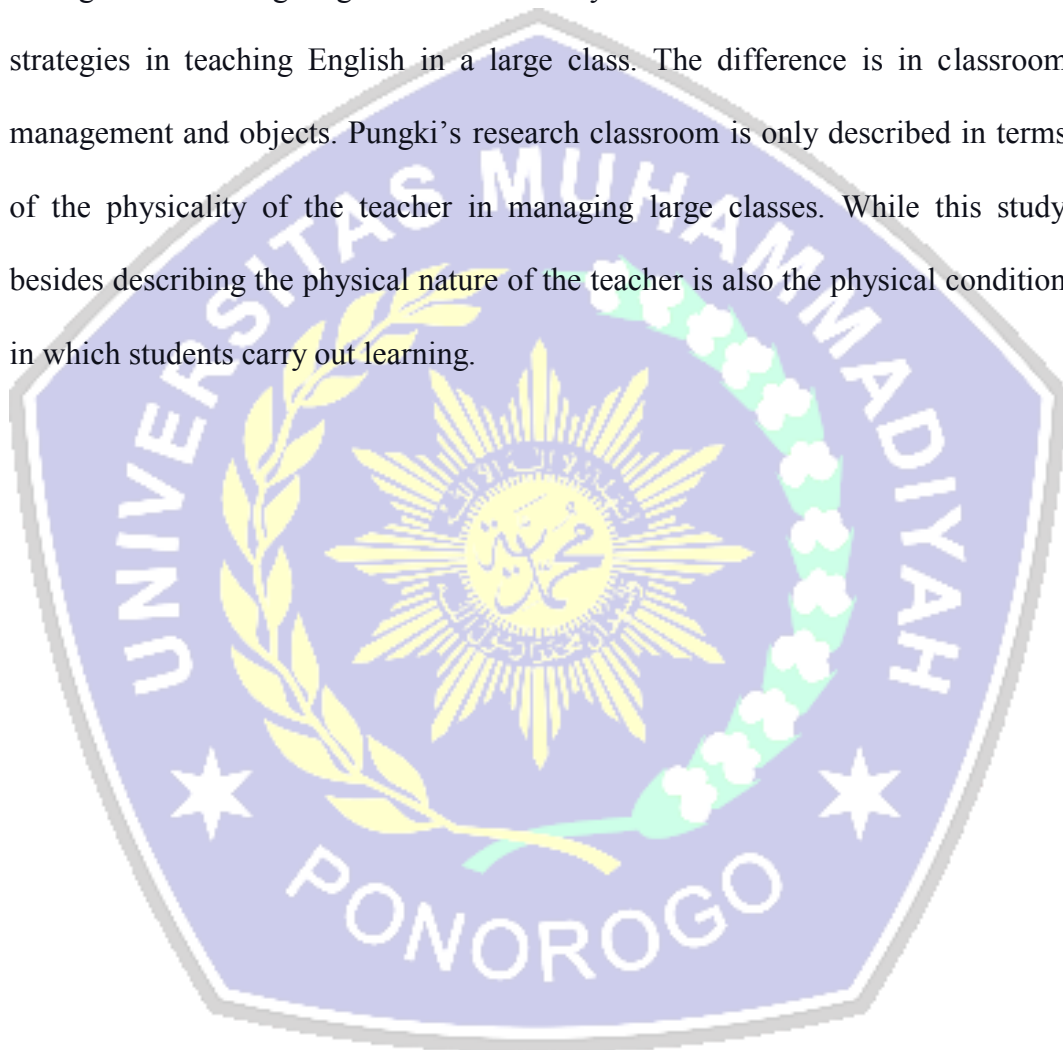 strategies in teaching English in a large class. The difference is in classroom
management and objects. Pungki’s research classroom is only described in terms
of the physicality of the teacher in managing large classes. While this study
besides describing the physical nature of the teacher is also the physical condition
in which students carry out learning.
UNIVERSITAS MUHAMMADIYAH
PONOROGO